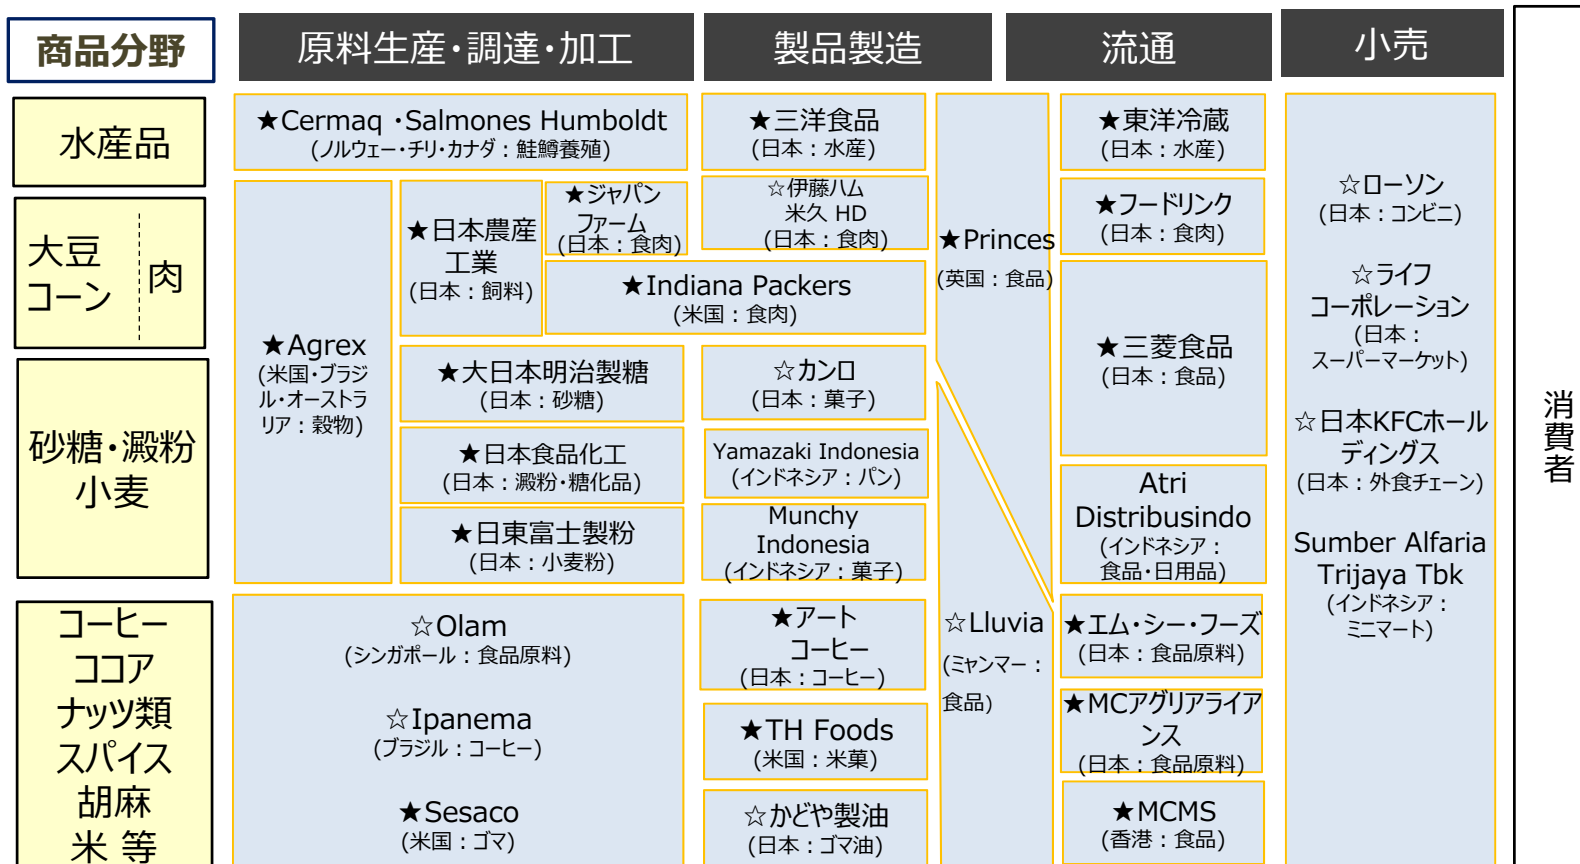 商品分野
原料生産・調達・加工
製品製造
流通
小売
水産品
大豆
コーン
肉
砂糖・澱粉
小麦
コーヒー
ココア
ナッツ類
スパイス
胡麻
米 等
★Cermaq ・Salmones Humboldt
(ノルウェー・チリ・カナダ：鮭鱒養殖)
★Agrex
(米国・ブラジ
ル・オーストラ
リア：穀物)
★日本農産
工業
(日本：飼料)
★ジャパン
ファーム
(日本：食肉)
★Indiana Packers
(米国：食肉)
★大日本明治製糖
(日本：砂糖)
★日本食品化工
(日本：澱粉・糖化品)
★日東富士製粉
(日本：小麦粉)
☆Olam
(シンガポール：食品原料)
☆Ipanema
(ブラジル：コーヒー)
★Sesaco
(米国：ゴマ)
★三洋食品
(日本：水産)
☆伊藤ハム
米久 HD
(日本：食肉)
☆カンロ
(日本：菓子)
Yamazaki Indonesia
(インドネシア：パン)
Munchy
Indonesia
(インドネシア：菓子)
★アート
コーヒー
(日本：コーヒー)
★TH Foods
(米国：米菓)
☆かどや製油
(日本：ゴマ油)
★Princes
(英国：食品)
☆Lluvia
(ミャンマー：
食品)
★東洋冷蔵
(日本：水産)
★フードリンク
(日本：食肉)
★三菱食品
(日本：食品)
Atri
Distribusindo
(インドネシア：
食品・日用品)
★エム・シー・フーズ
(日本：食品原料)
★MCアグリアライア
ンス
(日本：食品原料)
★MCMS
(香港：食品)
☆ローソン
(日本：コンビニ)
☆ライフ
コーポレーション
(日本：
スーパーマーケット)
☆日本KFCホール
ディングス
(日本：外食チェーン)
Sumber Alfaria
Trijaya Tbk
(インドネシア：
ミニマート)
消費者